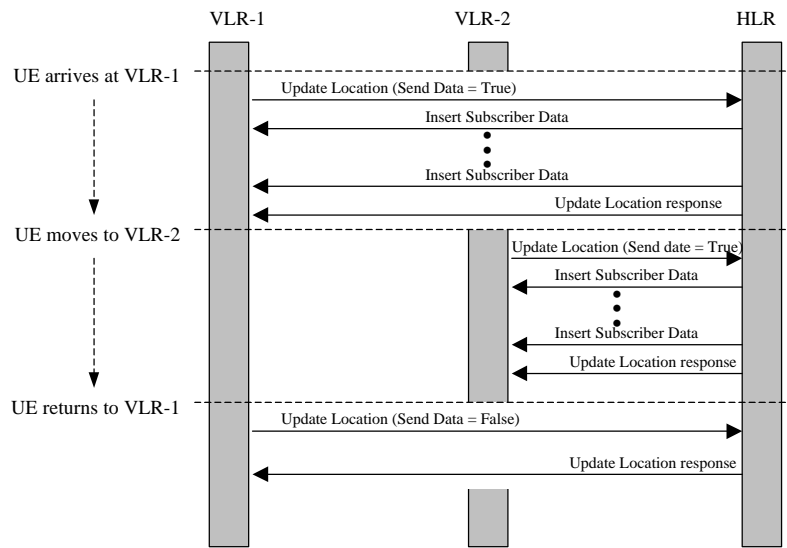 VLR-1 VLR-2 HLR
UE arrives at VLR-1
Update Location (Send Data = True)
Insert Subscriber Data
Insert Subscriber Data
Update Location response
UE moves to VLR-2
Update Location (Send date = True)
Insert Subscriber Data
Insert Subscriber Data
Update Location response
UE returns to VLR-1
Update Location (Send Data = False)
Update Location response